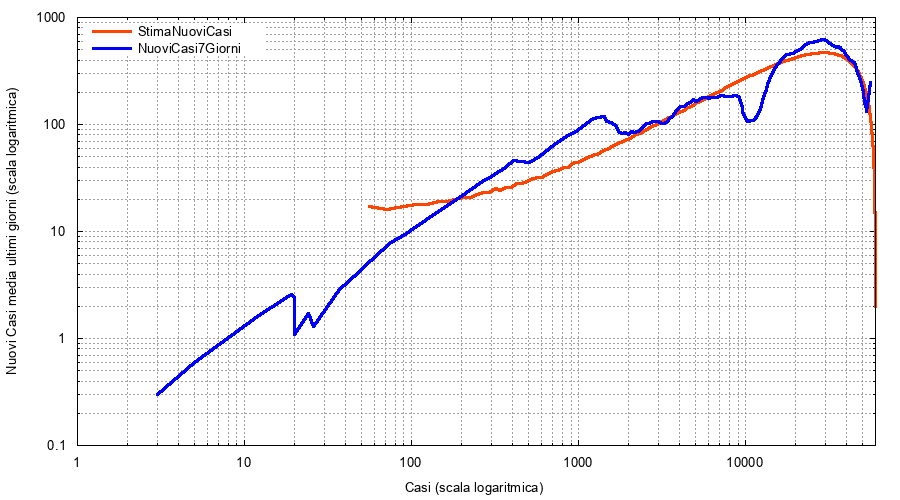 StimaNuoviCasi
NuoviCasi7Giorni
Nuovi Casi media ultimi giorni (scala logaritmica)
1000
100
10
1
0.1
1
10
100
1000
10000
Casi (scala logaritmica)